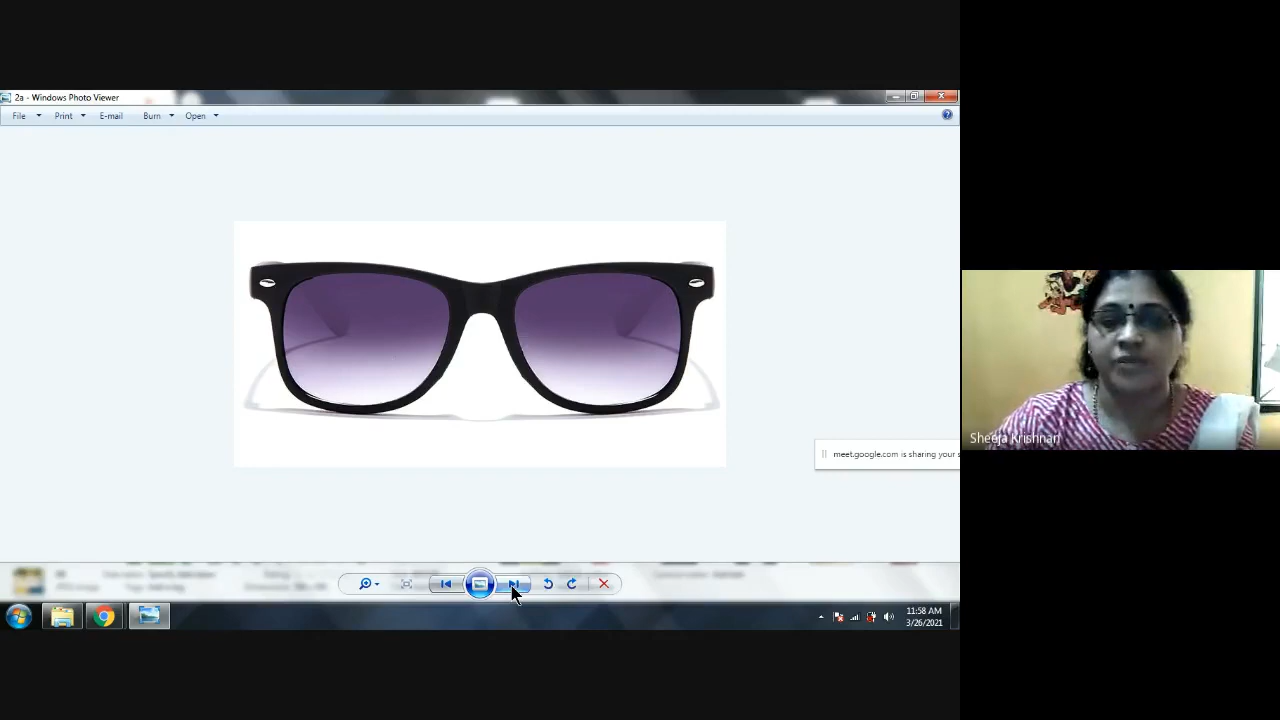 2a - Windows Photo Viewer
File Print E-mail Burn Open
meet.google.com is sharing your s
Sheeja Krishnan
11:58 AM
3/26/2021